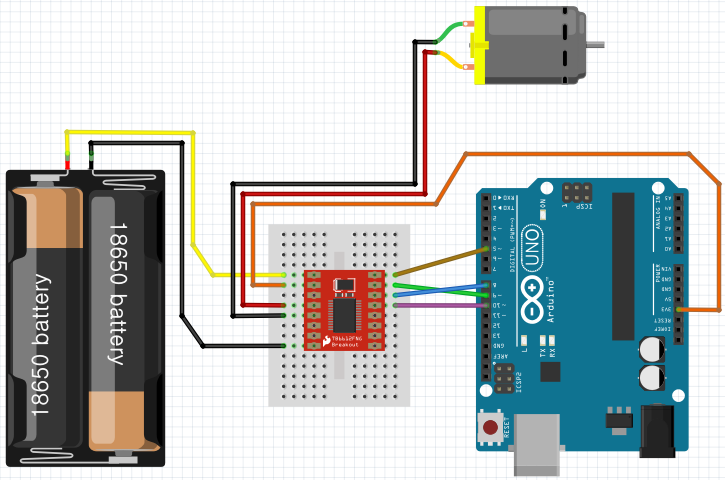 18650 battery
18650 battery
TB6612FNG
Breakout
RX◄0
TX►1
2
~3
4
~5
~6
7
8
~9
~10
~11
12
13
GND
AREF
DIGITAL (PWM~)
UNO
Arduino™
ON
ICSP
1
L
TX
RX
ICSP2
RESET
ANALOG IN
A5
A4
A3
A2
A1
A0
POWER
VIN
GND
GND
5V
3V3
RESET
IOREF